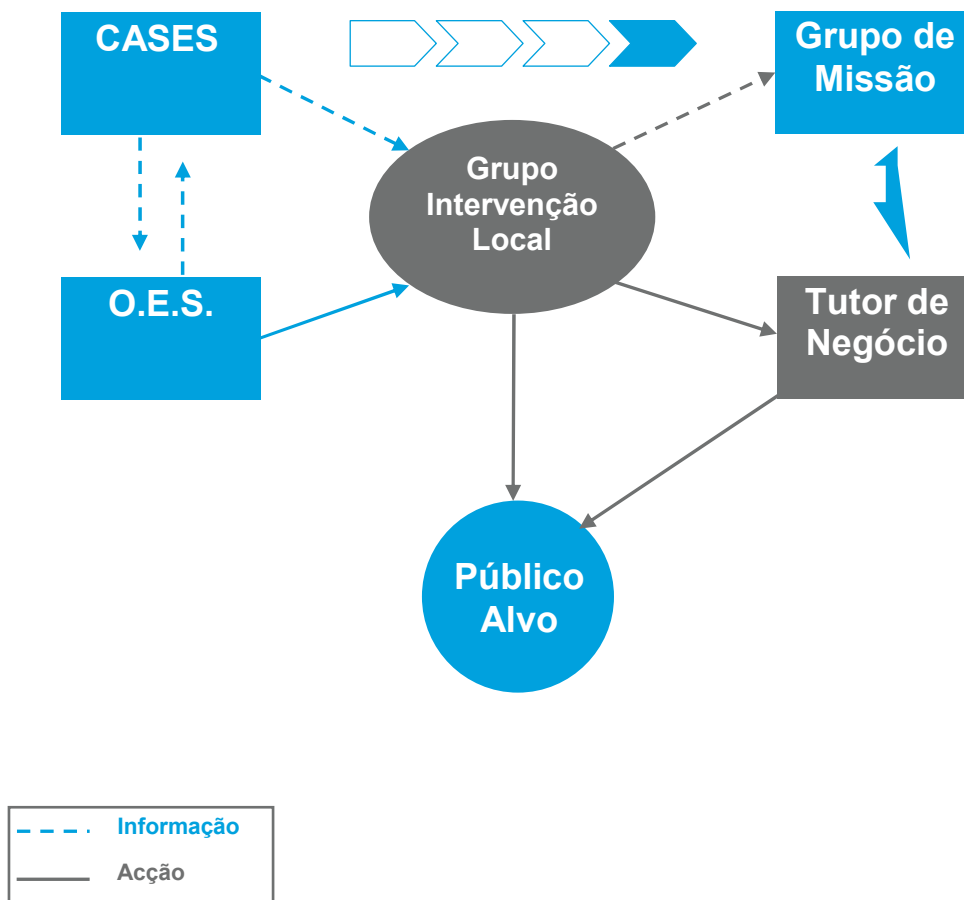 CASES
Grupo de
Missão
Grupo
Intervenção
Local
O.E.S.
Tutor de
Negócio
Público
Alvo
Informação
Acção